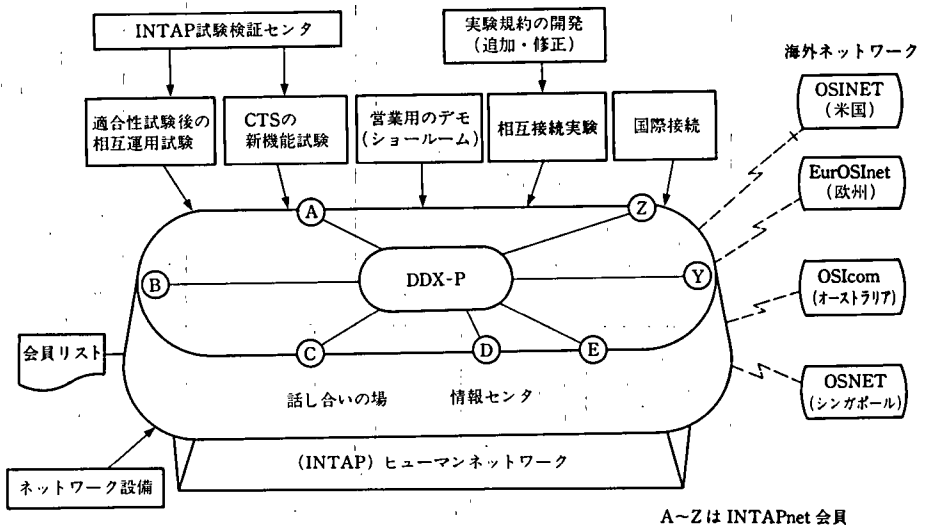 INTAP試験検証センタ
実験規約の開発
(追加・修正)
海外ネットワーク
適合性試験後の
相互運用試験
CTSの
新機能試験
営業用のデモ
(ショールーム)
相互接続実験
国際接続
OSINET
(米国)
EurOSInet
(欧州)
OSIcom
(オーストラリア)
OSNET
(シンガポール)
A
Z
B
DDX-P
Y
C
D
E
会員リスト
話し合いの場
情報センタ
(INTAP) ヒューマンネットワーク
ネットワーク設備
A~ZはINTAPnet 会員